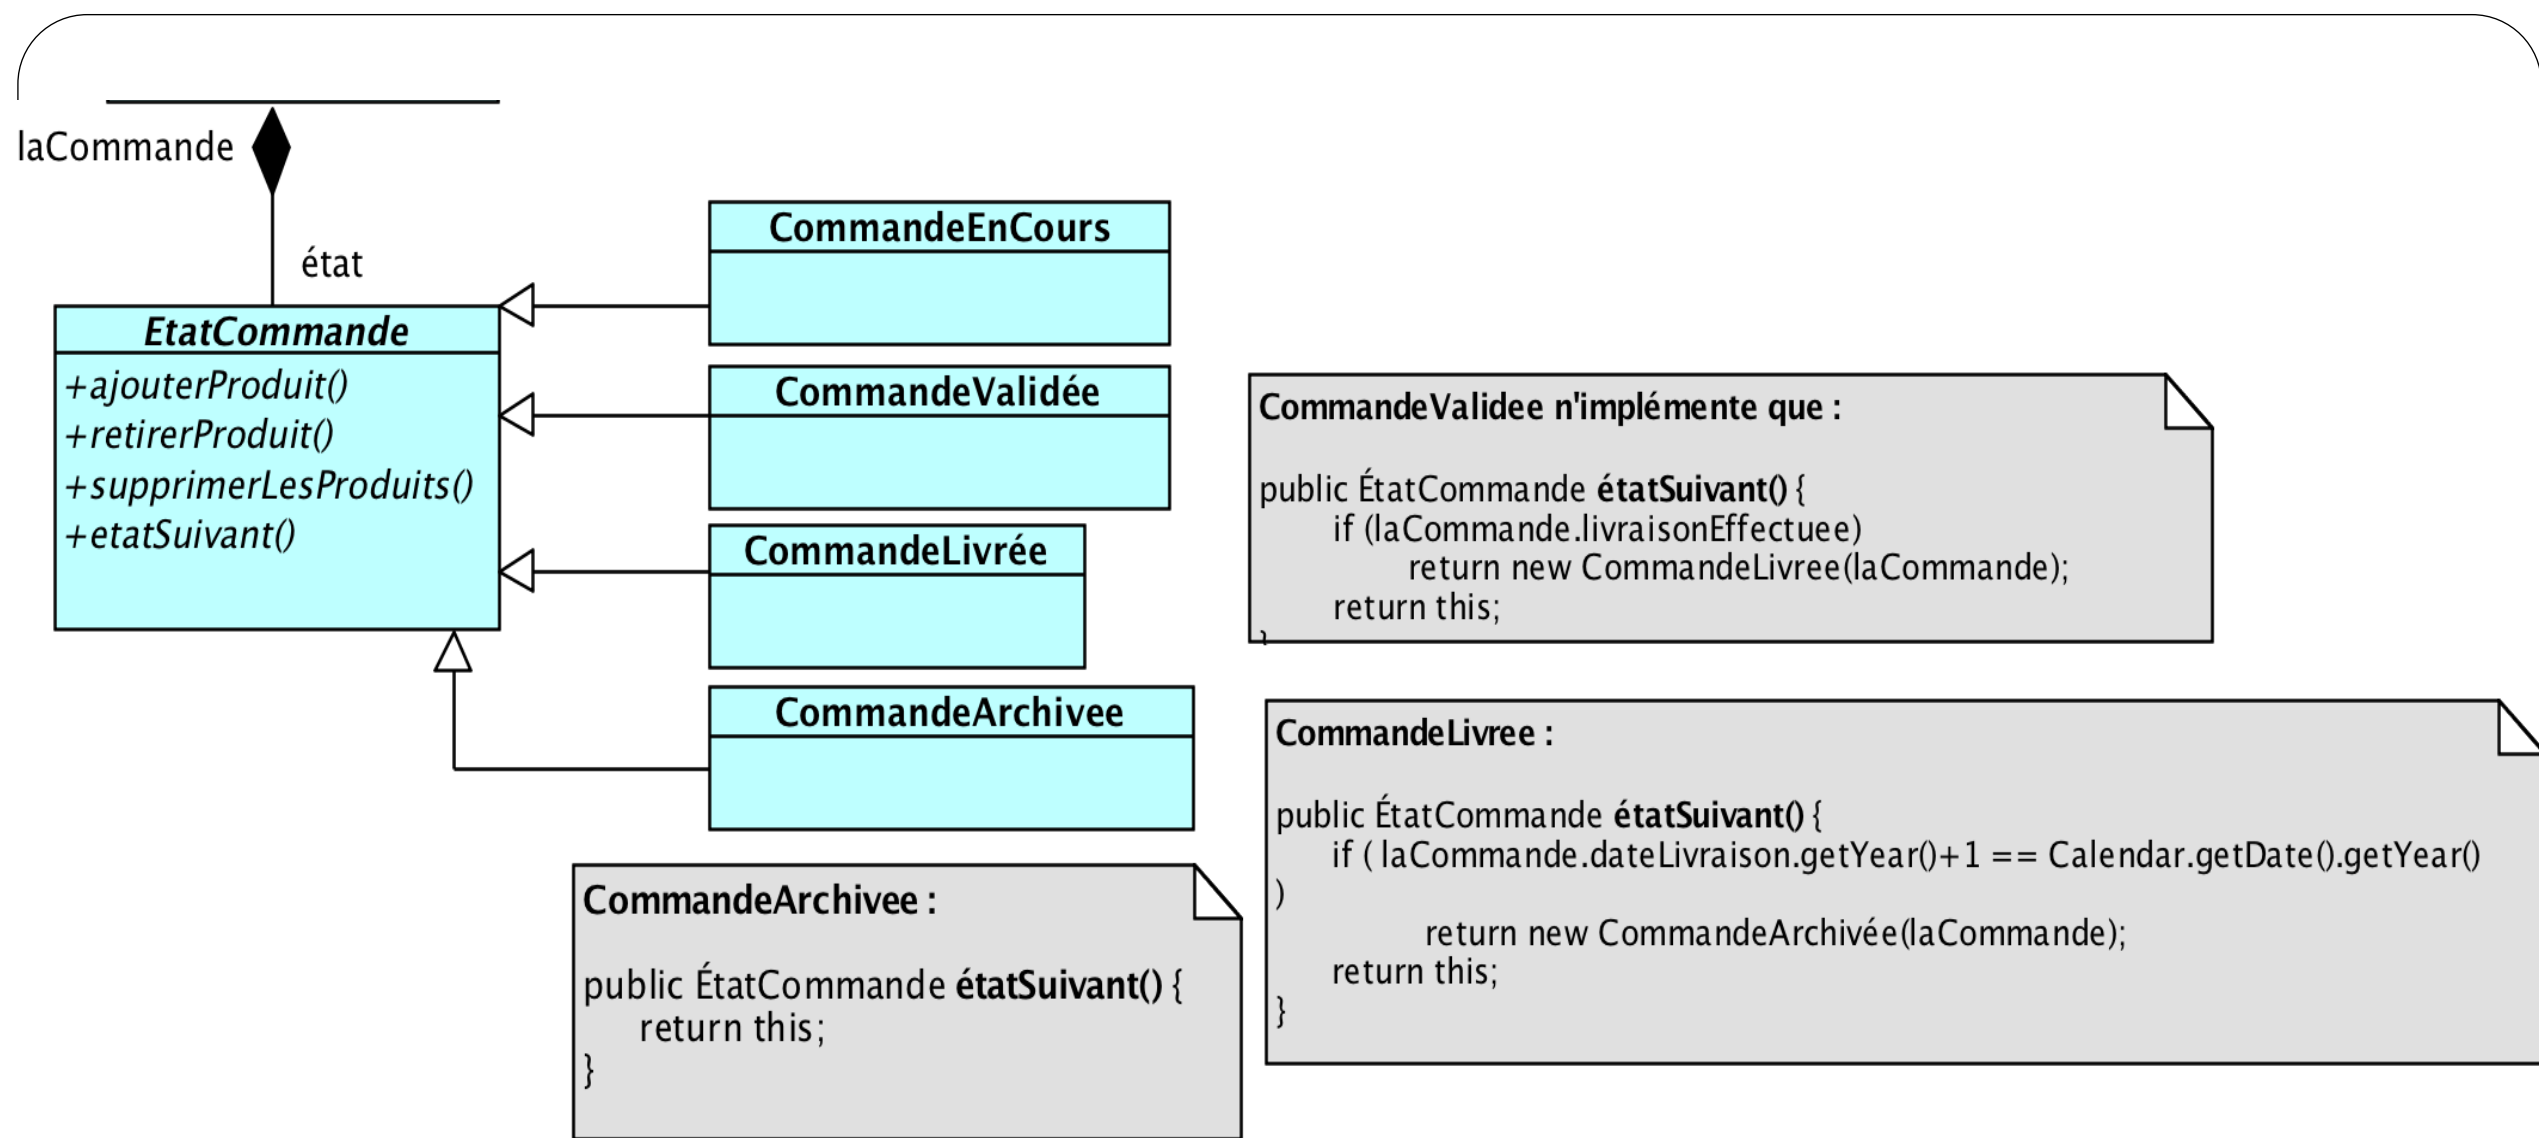 laCommande
état
EtatCommande
+ajouterProduit()
+retirerProduit()
+supprimerLesProduits()
+etatSuivant()
CommandeEnCours
CommandeValidée
CommandeLivrée
CommandeArchivee
CommandeValidee n'implémente que :
public ÉtatCommande étatSuivant() {
if (laCommande.livraisonEffectuee)
return new CommandeLivree(laCommande);
return this;
}
CommandeLivree :
public ÉtatCommande étatSuivant() {
if ( laCommande.dateLivraison.getYear()+1 == Calendar.getDate().getYear()
)
return new CommandeArchivée(laCommande);
return this;
}
CommandeArchivee :
public ÉtatCommande étatSuivant() {
return this;
}